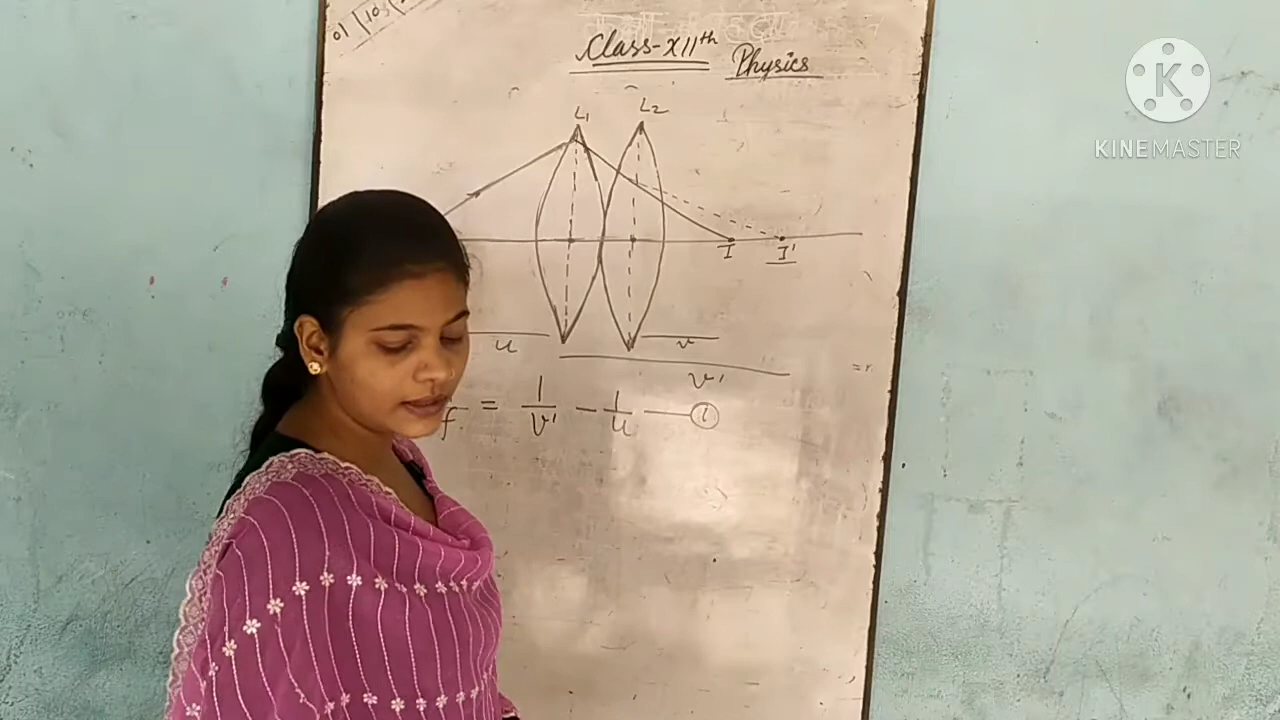 Class-XIIth
Physics
L1 L2
I I'
u v
v'
f = 1/v' - 1/u — ①
K
KINEMASTER